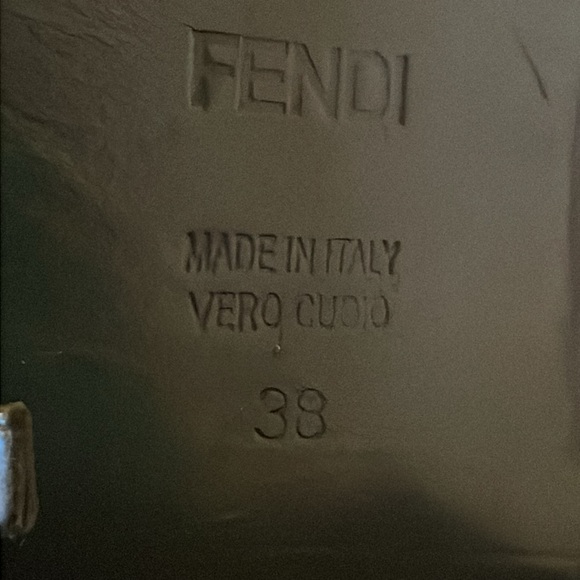 FENDI
MADE IN ITALY
VERO CUOIO
38